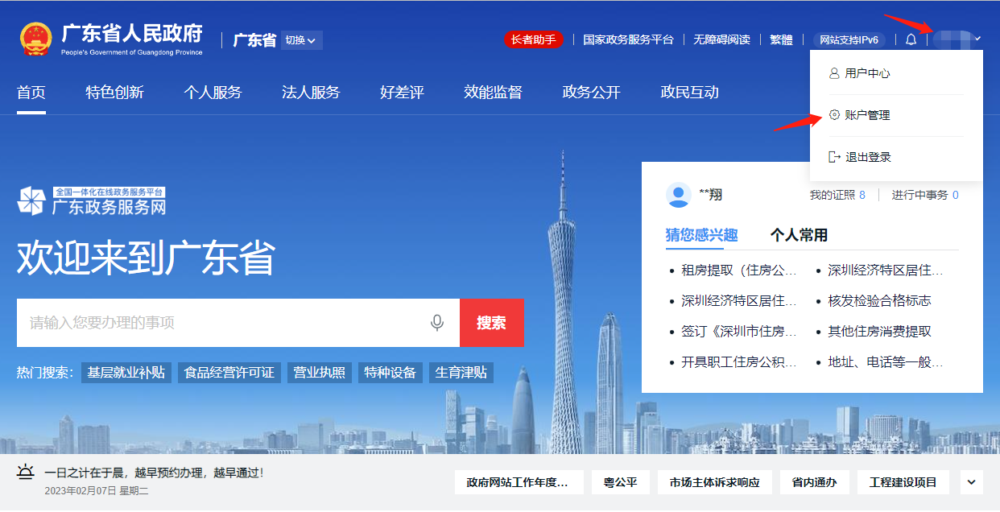 广东省人民政府
People's Government of Guangdong Province
广东省 切换
长者助手 国家政务服务平台 无障碍阅读 繁體 网站支持IPv6
首页 特色创新 个人服务 法人服务 好差评 效能监督 政务公开 政民互动
用户中心
账户管理
退出登录
全国一体化在线政务服务平台
广东政务服务网
欢迎来到广东省
请输入您要办理的事项 搜索
热门搜索： 基层就业补贴 食品经营许可证 营业执照 特种设备 生育津贴
**翔 我的证照 8 进行中事务 0
猜您感兴趣 个人常用
租房提取（住房公... 深圳经济特区居住...
深圳经济特区居住... 核发检验合格标志
签订《深圳市住房... 其他住房消费提取
开具职工住房公积... 地址、电话等一般...
一日之计在于晨，越早预约办理，越早通过！
2023年02月07日 星期二
政府网站工作年度... 粤公平 市场主体诉求响应 省内通办 工程建设项目